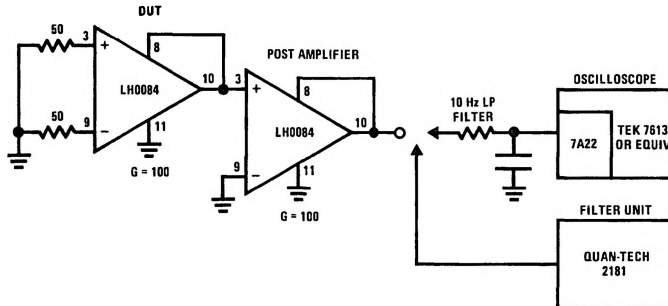 DUT
50
3
+
8
LH0084
10
50
9
−
11
G = 100
POST AMPLIFIER
3
+
8
LH0084
10
9
−
11
G = 100
10 Hz LP
FILTER
OSCILLOSCOPE
7A22
TEK 7613
OR EQUIV
FILTER UNIT
QUAN-TECH
2181